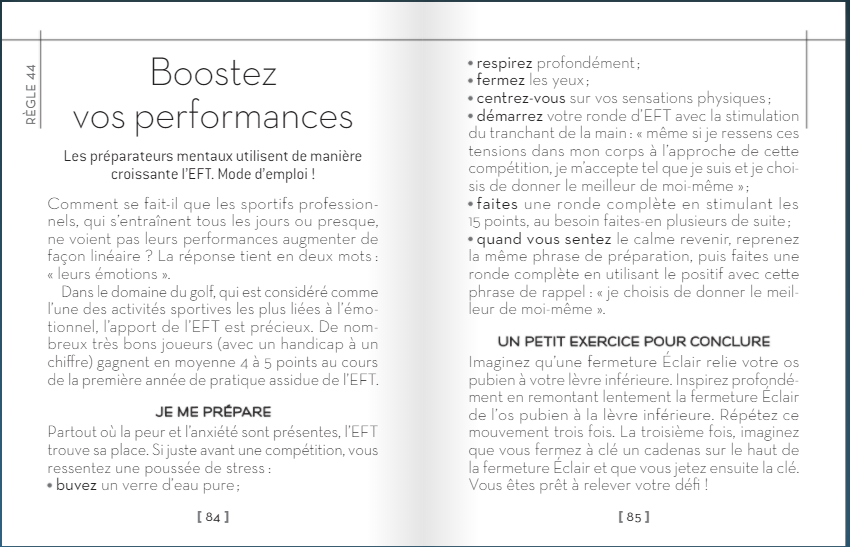 RÈGLE 44
Boostez
vos performances
Les préparateurs mentaux utilisent de manière
croissante l'EFT. Mode d'emploi !
Comment se fait-il que les sportifs profession-
nels, qui s'entraînent tous les jours ou presque,
ne voient pas leurs performances augmenter de
façon linéaire ? La réponse tient en deux mots :
« leurs émotions ».
Dans le domaine du golf, qui est considéré comme
l'une des activités sportives les plus liées à l'émo-
tionnel, l'apport de l'EFT est précieux. De nom-
breux très bons joueurs (avec un handicap à un
chiffre) gagnent en moyenne 4 à 5 points au cours
de la première année de pratique assidue de l'EFT.
JE ME PRÉPARE
Partout où la peur et l'anxiété sont présentes, l'EFT
trouve sa place. Si juste avant une compétition, vous
ressentez une poussée de stress :
• buvez un verre d'eau pure ;
[ 84 ]
• respirez profondément ;
• fermez les yeux ;
• centrez-vous sur vos sensations physiques ;
• démarrez votre ronde d'EFT avec la stimulation
du tranchant de la main : « même si je ressens ces
tensions dans mon corps à l'approche de cette
compétition, je m'accepte tel que je suis et je choi-
sis de donner le meilleur de moi-même » ;
• faites une ronde complète en stimulant les
15 points, au besoin faites-en plusieurs de suite ;
• quand vous sentez le calme revenir, reprenez
la même phrase de préparation, puis faites une
ronde complète en utilisant le positif avec cette
phrase de rappel : « je choisis de donner le meil-
leur de moi-même ».
UN PETIT EXERCICE POUR CONCLURE
Imaginez qu'une fermeture Éclair relie votre os
pubien à votre lèvre inférieure. Inspirez profondé-
ment en remontant lentement la fermeture Éclair
de l'os pubien à la lèvre inférieure. Répétez ce
mouvement trois fois. La troisième fois, imaginez
que vous fermez à clé un cadenas sur le haut de
la fermeture Éclair et que vous jetez ensuite la clé.
Vous êtes prêt à relever votre défi !
[ 85 ]